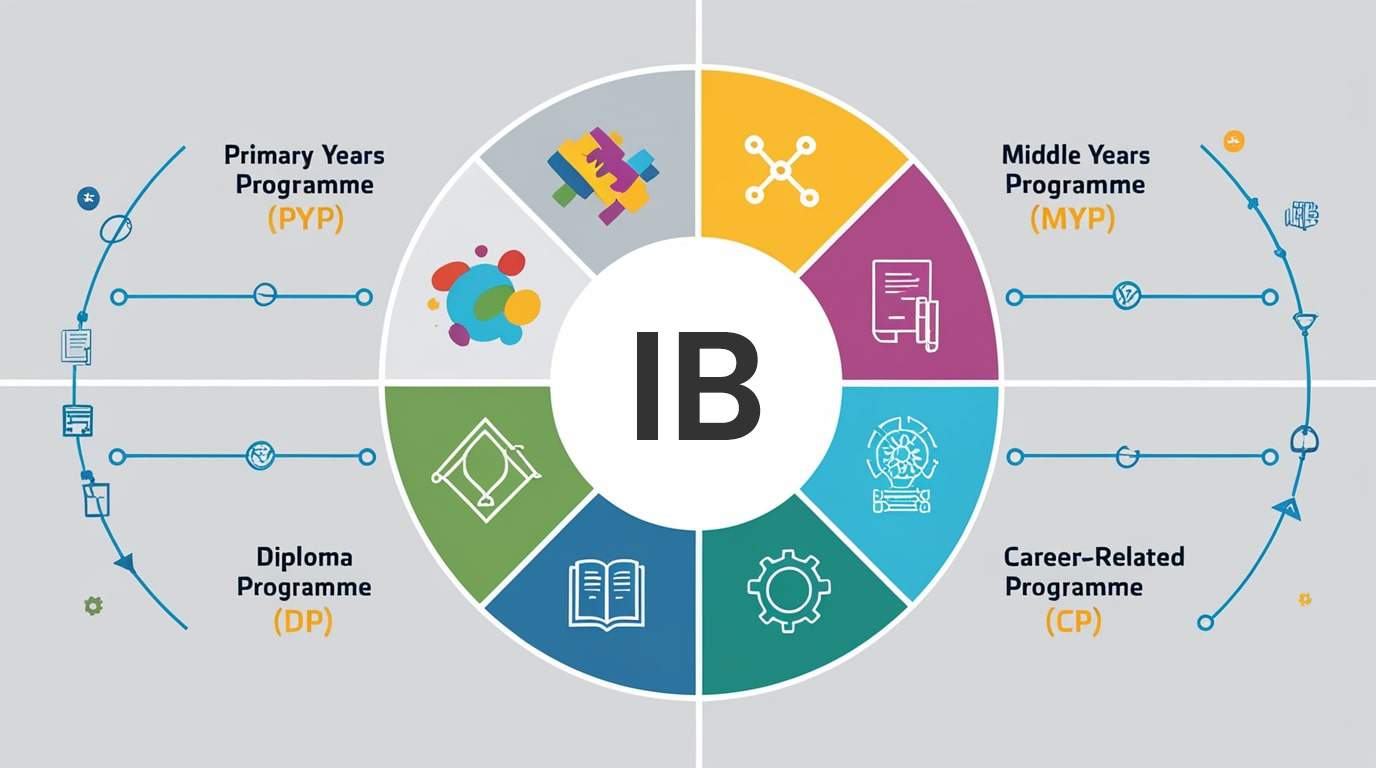 Primary Years
Programme
(PYP)
Middle Years
Programme
(MYP)
IB
Diploma
Programme
(DP)
Career-Related
Programme
(CP)